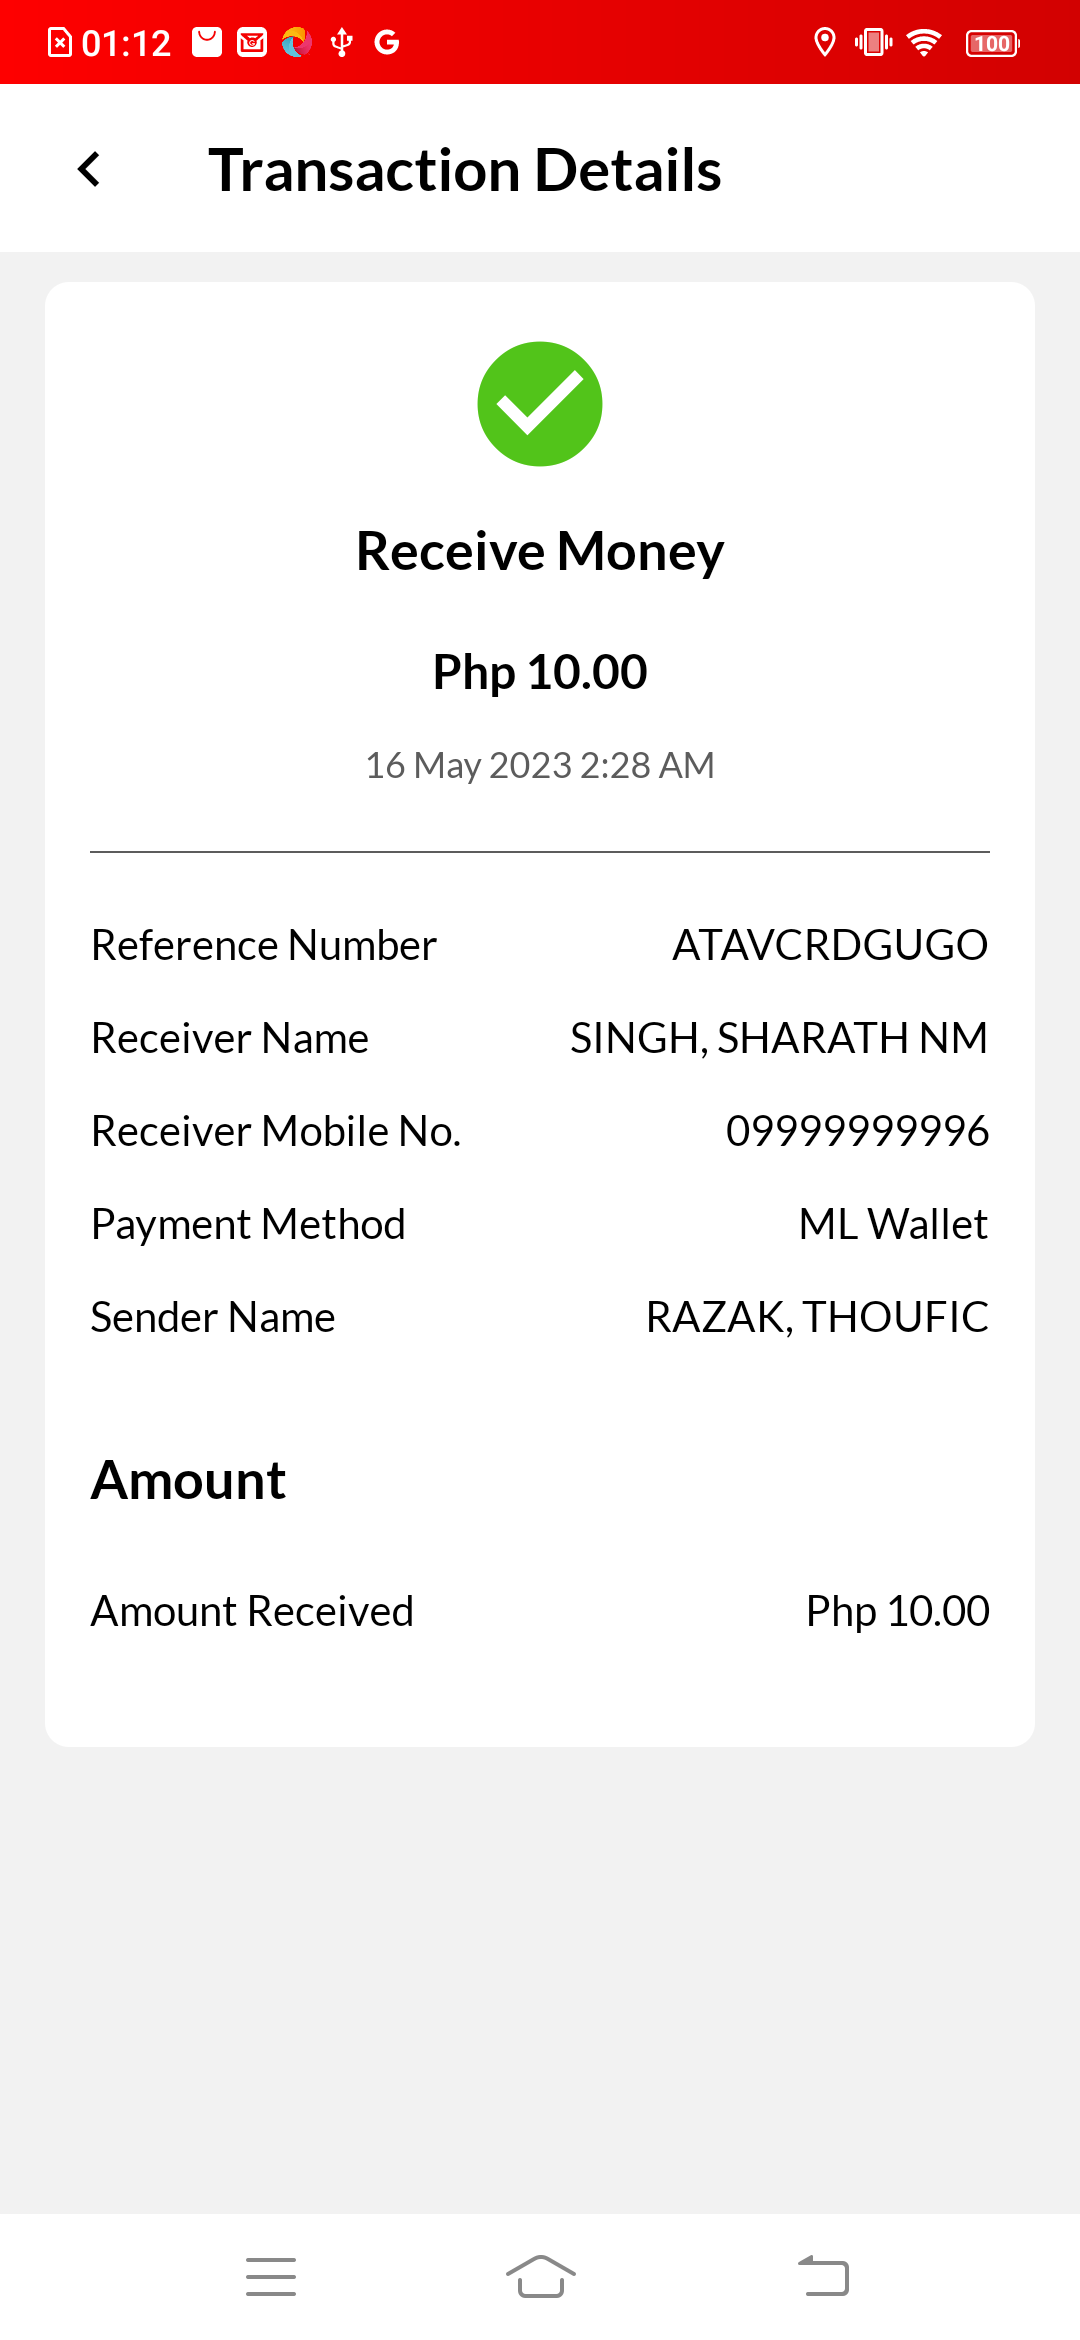 01:12
100
Transaction Details
Receive Money
Php 10.00
16 May 2023 2:28 AM
Reference Number ATAVCRDGUGO
Receiver Name SINGH, SHARATH NM
Receiver Mobile No. 09999999996
Payment Method ML Wallet
Sender Name RAZAK, THOUFIC
Amount
Amount Received Php 10.00